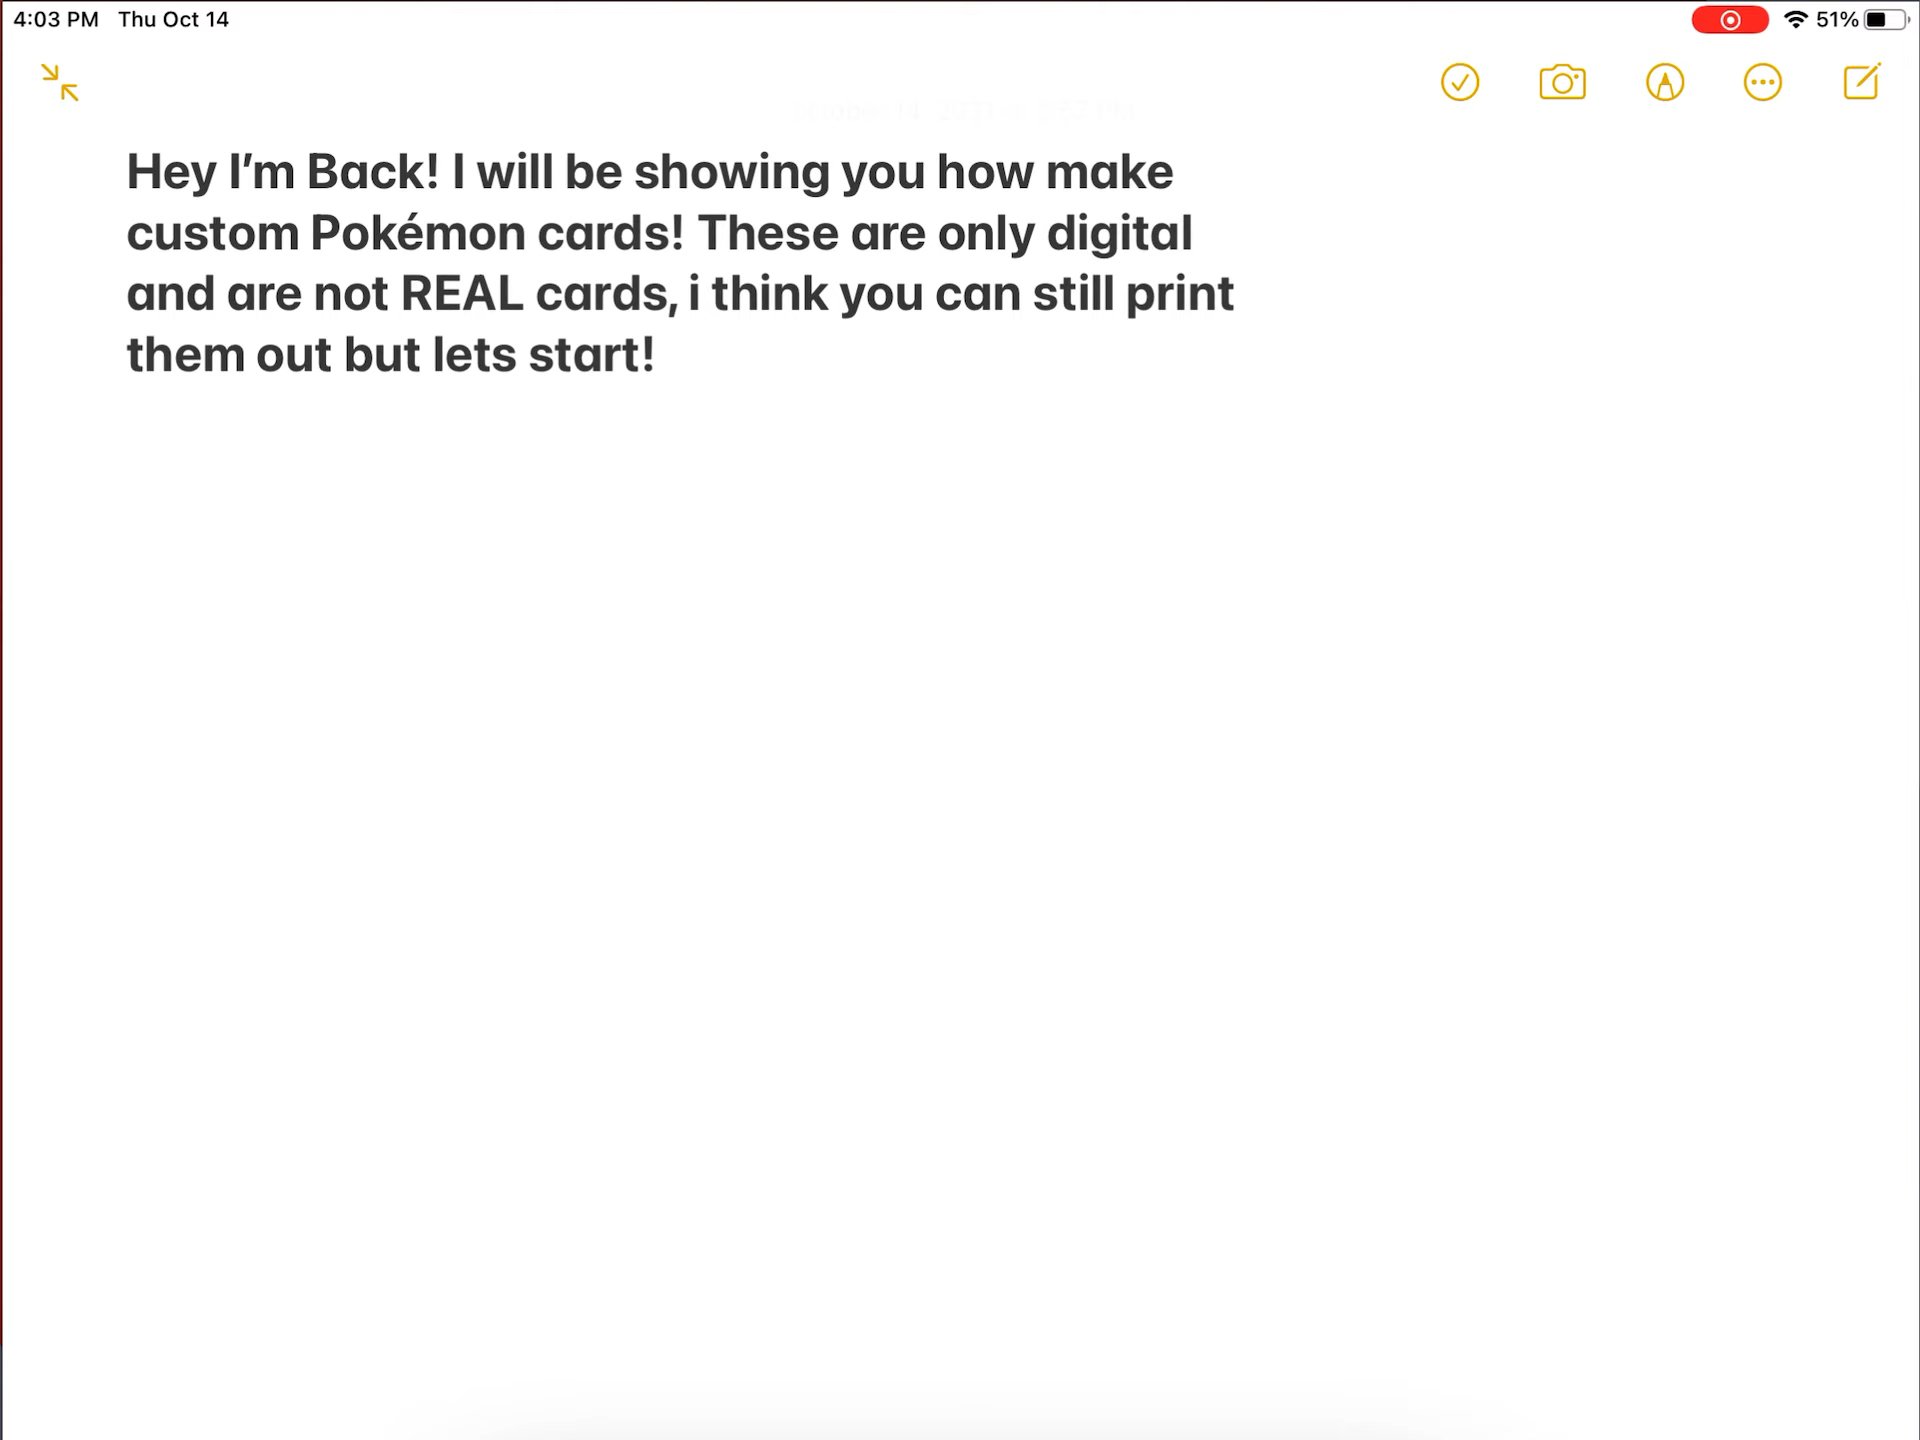 4:03 PM Thu Oct 14
51%
Hey I’m Back! I will be showing you how make
custom Pokémon cards! These are only digital
and are not REAL cards, i think you can still print
them out but lets start!